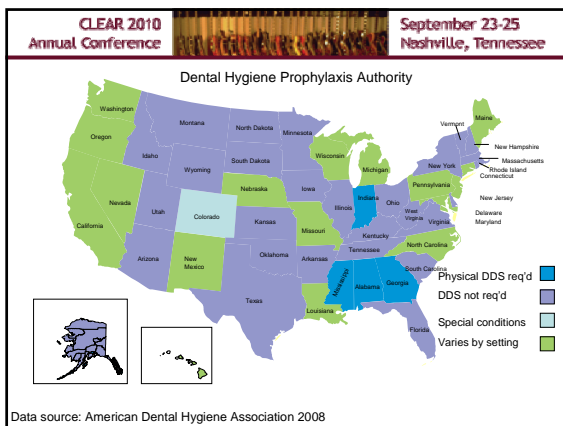 CLEAR 2010
Annual Conference
September 23-25
Nashville, Tennessee
Dental Hygiene Prophylaxis Authority
Washington
Oregon
California
Nevada
Idaho
Montana
Wyoming
Utah
Colorado
Arizona
New
Mexico
North Dakota
South Dakota
Nebraska
Kansas
Oklahoma
Texas
Minnesota
Iowa
Missouri
Arkansas
Louisiana
Wisconsin
Illinois
Michigan
Indiana
Ohio
Kentucky
Tennessee
Mississippi
Alabama
Georgia
Florida
South Carolina
North Carolina
Virginia
West
Virginia
Pennsylvania
New York
Vermont
Maine
New Hampshire
Massachusetts
Rhode Island
Connecticut
New Jersey
Delaware
Maryland
Physical DDS req'd
DDS not req'd
Special conditions
Varies by setting
Data source: American Dental Hygiene Association 2008